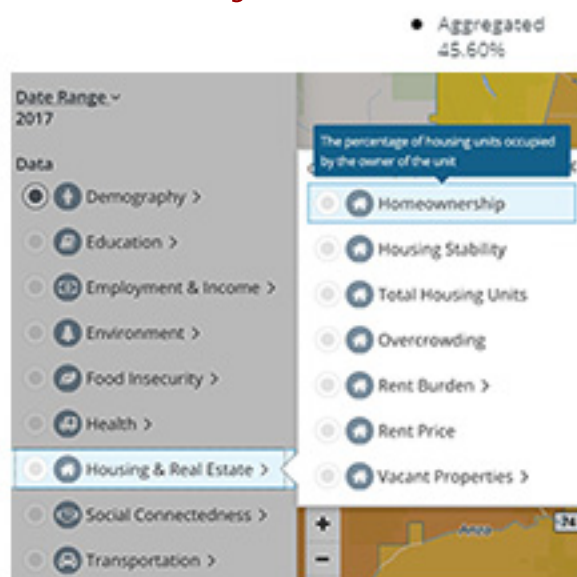 Aggregated
45.60%
Date Range
2017
Data
Demography >
Education >
Employment & Income >
Environment >
Food Insecurity >
Health >
Housing & Real Estate >
Social Connectedness >
Transportation >
The percentage of housing units occupied
by the owner of the unit
Homeownership
Housing Stability
Total Housing Units
Overcrowding
Rent Burden >
Rent Price
Vacant Properties >
+
−
Anza
74